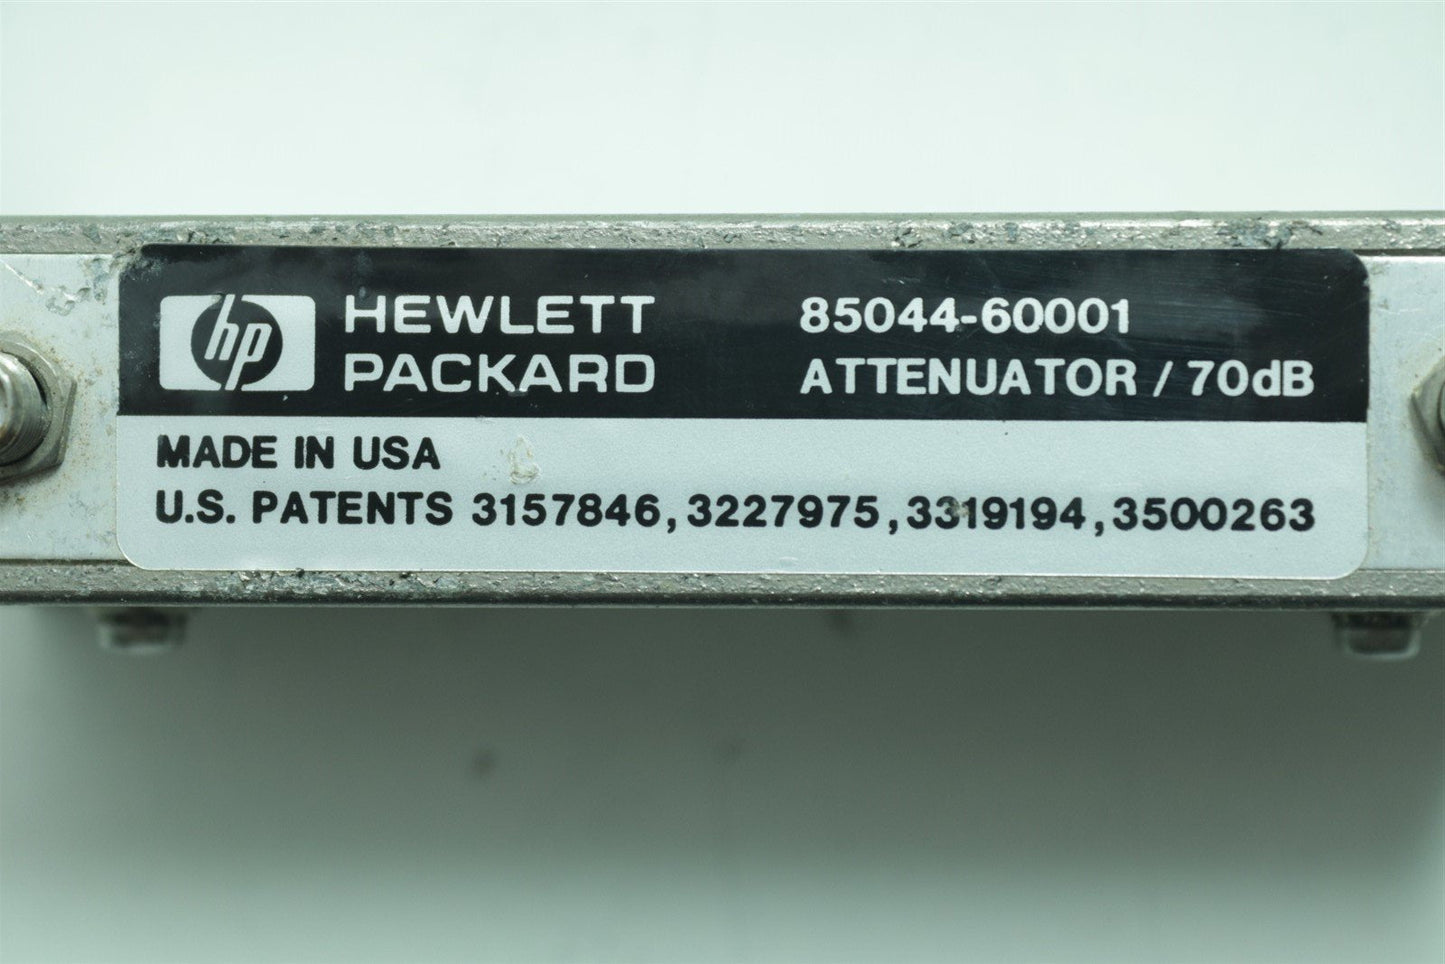 hp HEWLETT
PACKARD
85044-60001
ATTENUATOR / 70dB
MADE IN USA
U.S. PATENTS 3157846, 3227975, 3319194, 3500263